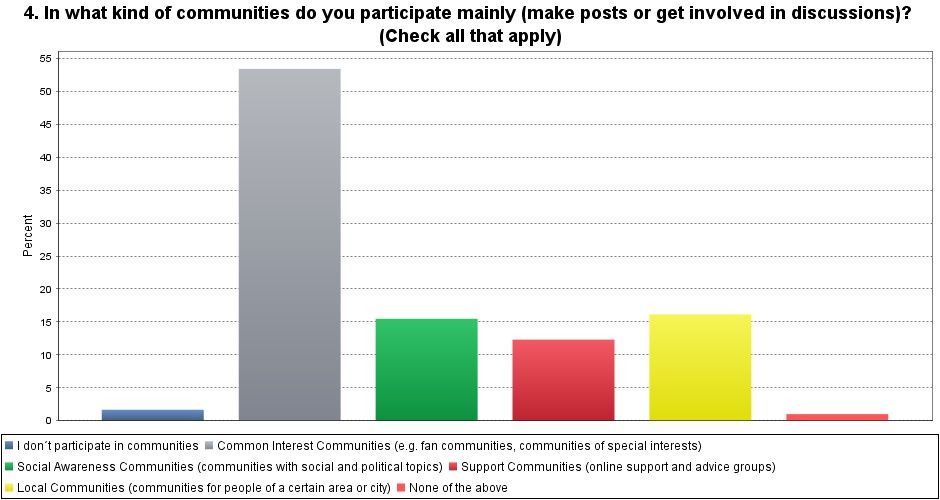 4. In what kind of communities do you participate mainly (make posts or get involved in discussions)?
(Check all that apply)
55
50
45
40
35
30
25
20
15
10
5
0
Percent
I don´t participate in communities Common Interest Communities (e.g. fan communities, communities of special interests)
Social Awareness Communities (communities with social and political topics) Support Communities (online support and advice groups)
Local Communities (communities for people of a certain area or city) None of the above